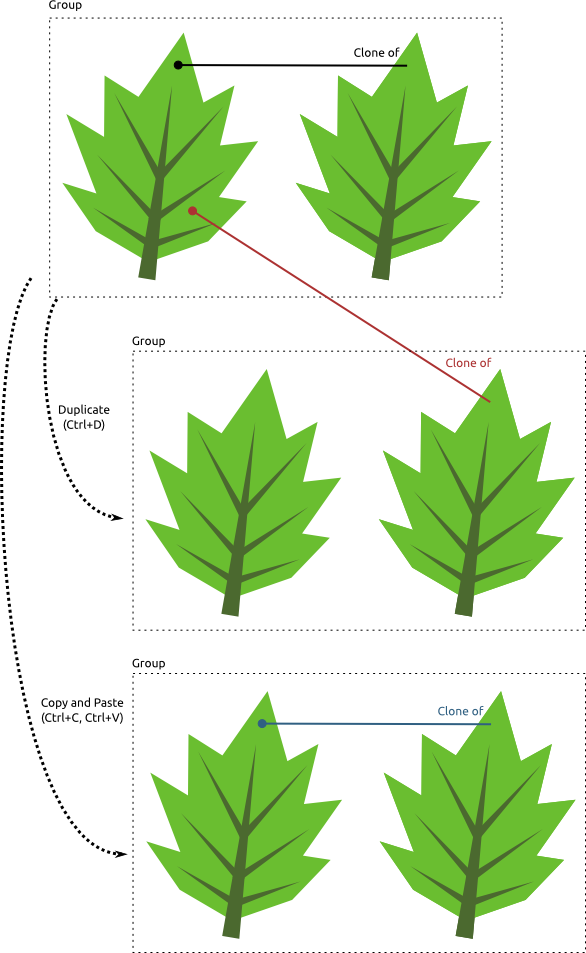 Group
Clone of
Group
Clone of
Duplicate
(Ctrl+D)
Group
Copy and Paste
(Ctrl+C, Ctrl+V)
Clone of